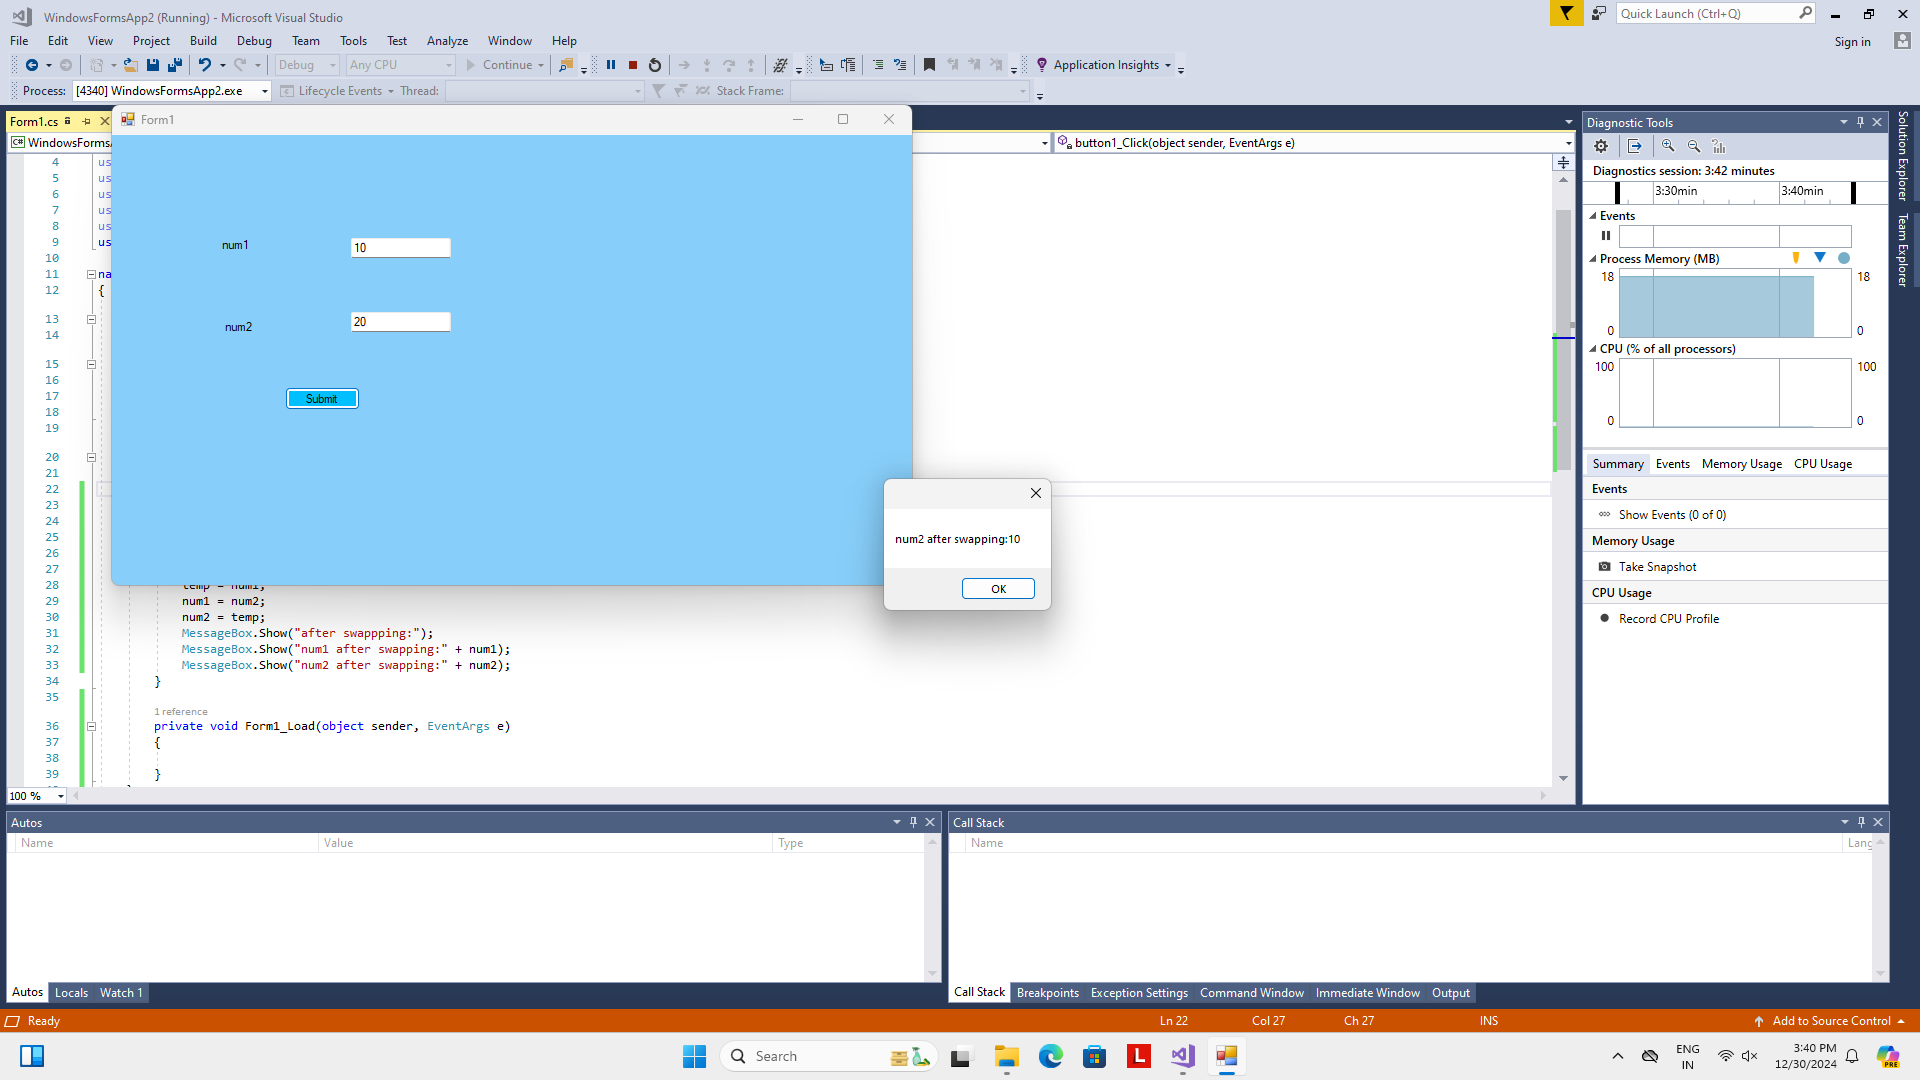 WindowsFormsApp2 (Running) - Microsoft Visual Studio
Quick Launch (Ctrl+Q)
File Edit View Project Build Debug Team Tools Test Analyze Window Help
Sign in
Debug Any CPU Continue Application Insights
Process: [4340] WindowsFormsApp2.exe Lifecycle Events Thread: Stack Frame:
Form1.cs
C# WindowsForms
button1_Click(object sender, EventArgs e)
Form1
num1 10
num2 20
Submit
num2 after swapping:10
OK
4 us
5 us
6 us
7 us
8 us
9 us
10
11 na
12 {
13
14
15
16
17
18
19
20
21
22
23
24
25
26
27
28 temp = num1;
29 num1 = num2;
30 num2 = temp;
31 MessageBox.Show("after swappping:");
32 MessageBox.Show("num1 after swapping:" + num1);
33 MessageBox.Show("num2 after swapping:" + num2);
34 }
35
1 reference
36 private void Form1_Load(object sender, EventArgs e)
37 {
38
39 }
100 %
Diagnostic Tools
Diagnostics session: 3:42 minutes
3:30min 3:40min
Events
Process Memory (MB)
18 18
0 0
CPU (% of all processors)
100 100
0 0
Summary Events Memory Usage CPU Usage
Events
Show Events (0 of 0)
Memory Usage
Take Snapshot
CPU Usage
Record CPU Profile
Solution Explorer
Team Explorer
Autos
Name Value Type
Autos Locals Watch 1
Call Stack
Name Lang
Call Stack Breakpoints Exception Settings Command Window Immediate Window Output
Ready Ln 22 Col 27 Ch 27 INS Add to Source Control
Search
L
ENG
IN
3:40 PM
12/30/2024
PRE